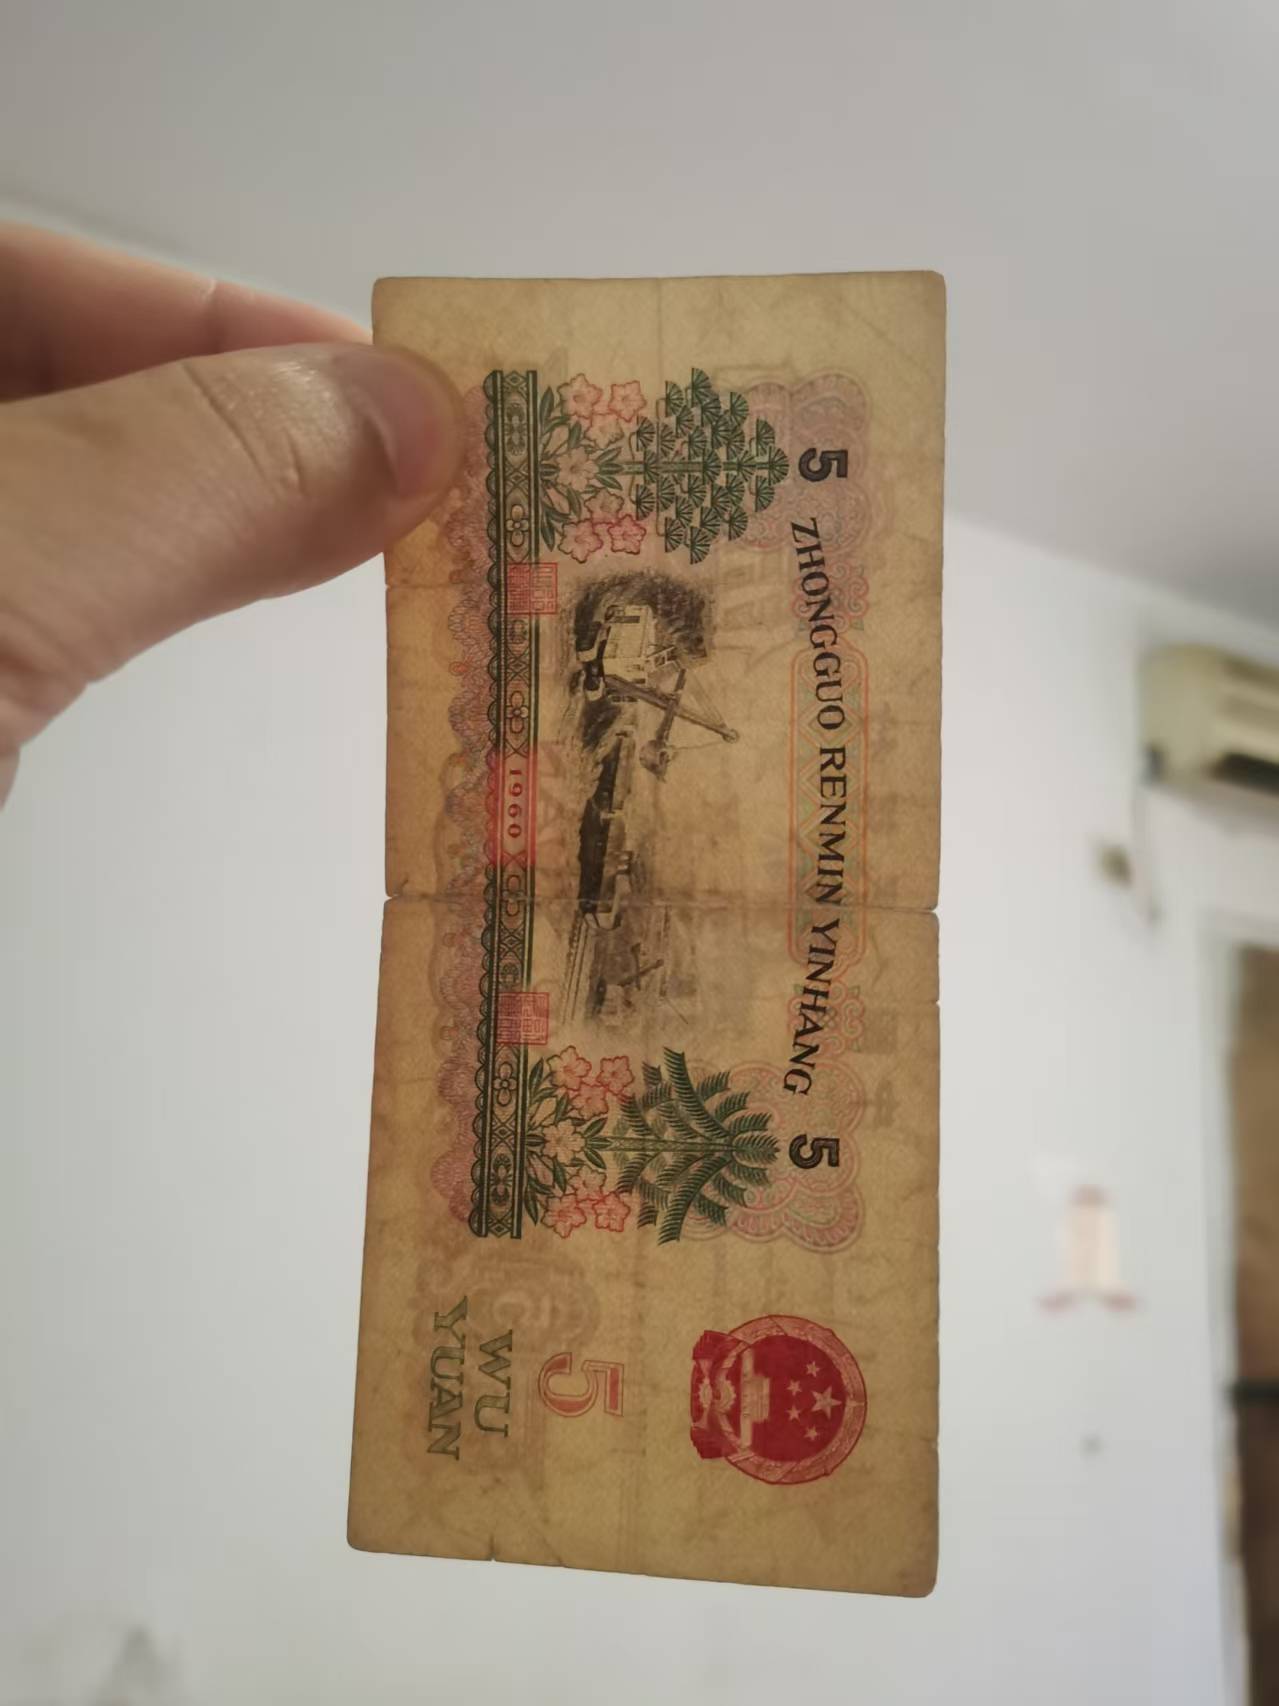 5 ZHONGGUO RENMIN YINHANG 5
1960
5
WU
YUAN